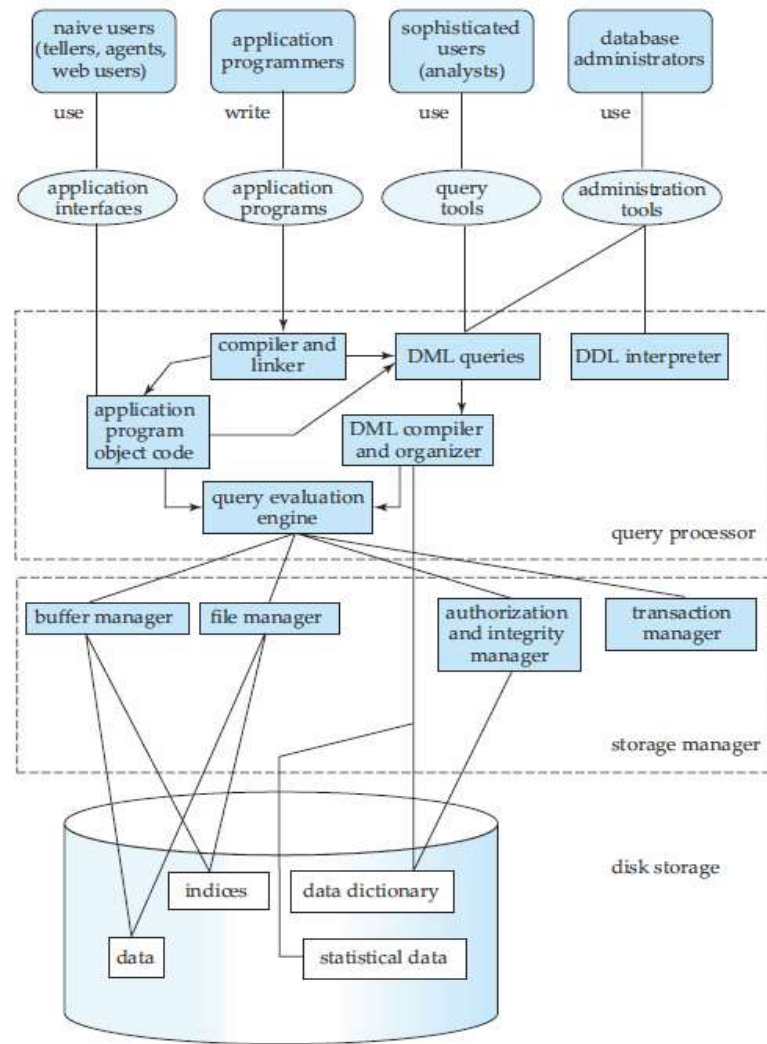 naive users
(tellers, agents,
web users)
application
programmers
sophisticated
users
(analysts)
database
administrators
use
write
use
use
application
interfaces
application
programs
query
tools
administration
tools
compiler and
linker
DML queries
DDL interpreter
application
program
object code
DML compiler
and organizer
query evaluation
engine
query processor
buffer manager
file manager
authorization
and integrity
manager
transaction
manager
storage manager
disk storage
indices
data dictionary
data
statistical data